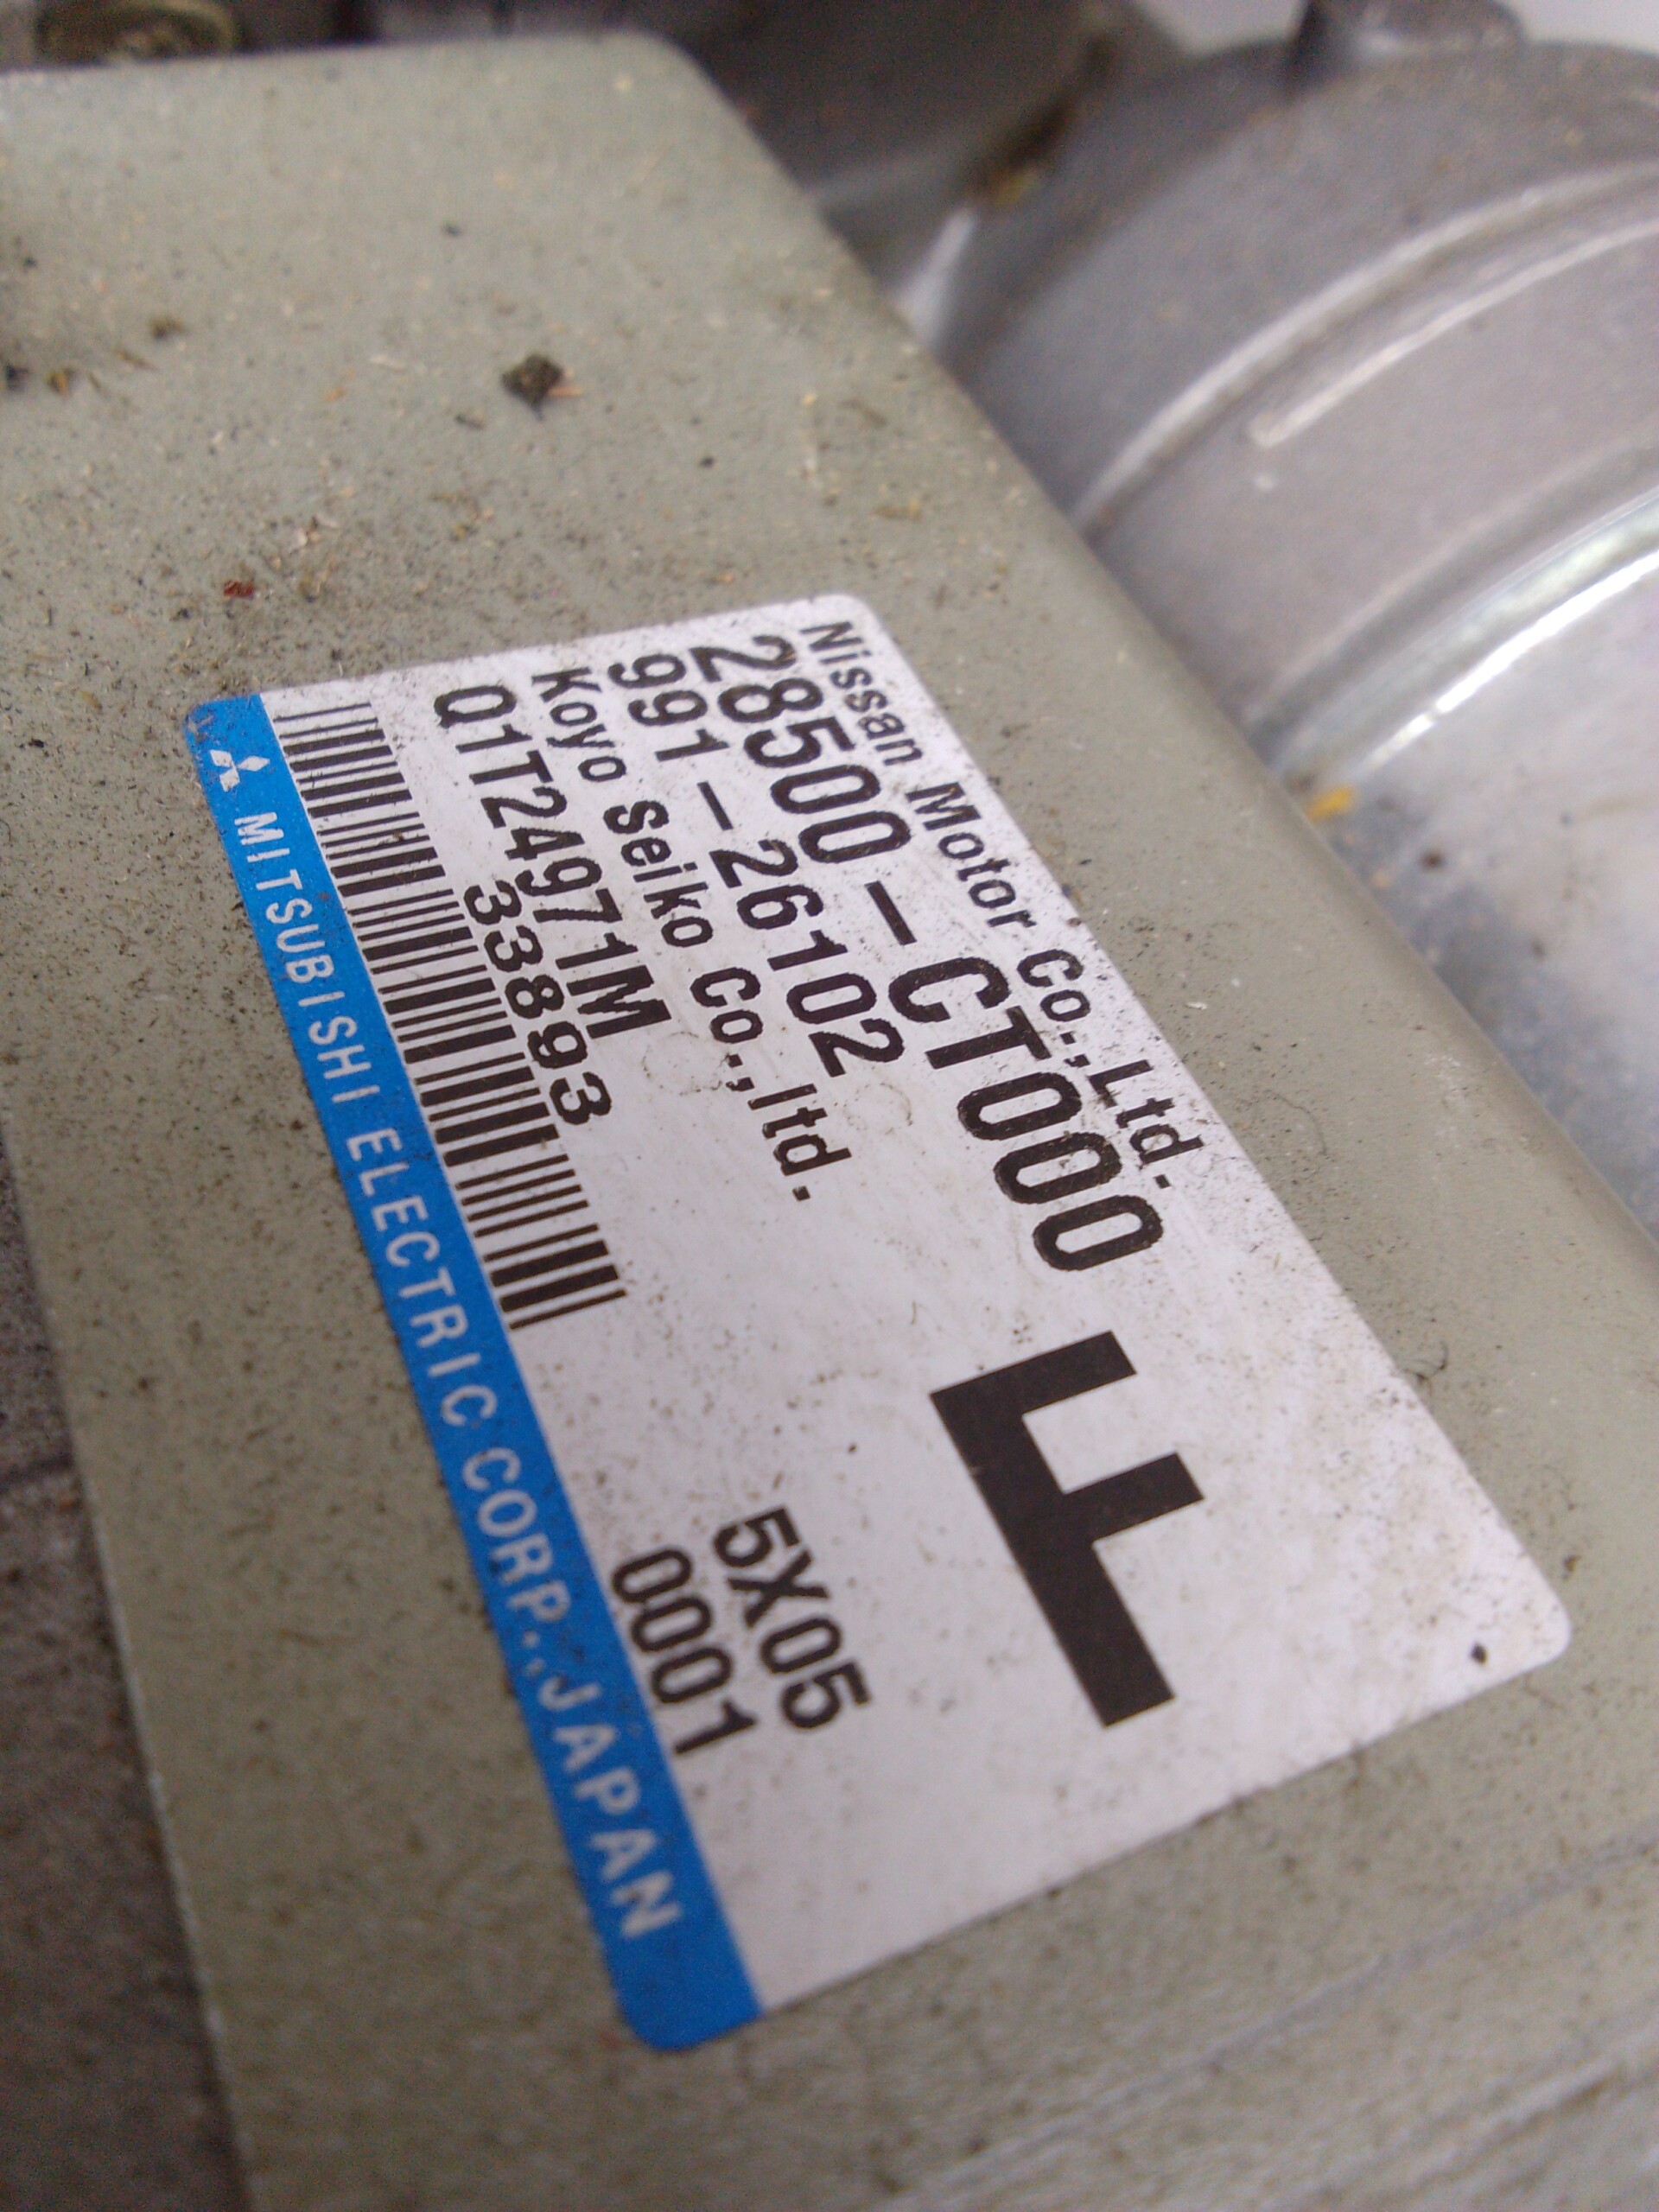 Nissan Motor Co.,Ltd.
28500-CT000
F
991-26102
Koyo Seiko Co.,ltd.
5X05
Q1T24971M
0001
33893
MITSUBISHI ELECTRIC CORP., JAPAN